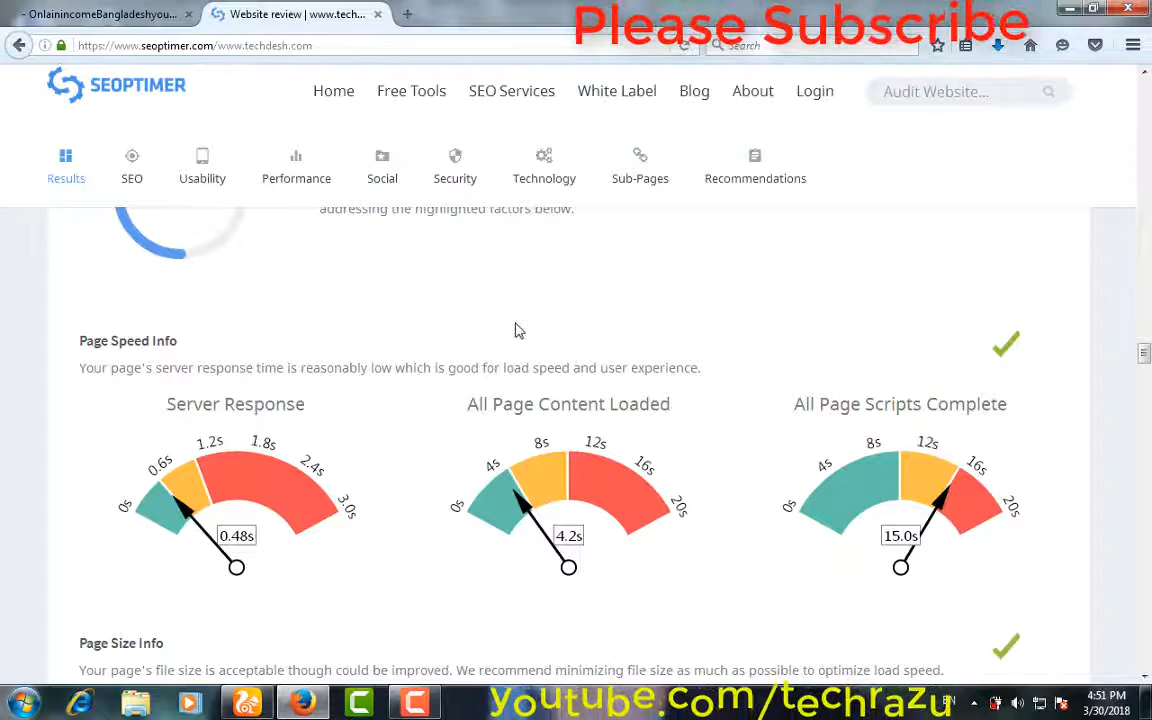 OnlainincomeBangladeshyou...
Website review | www.tech...
Please Subscribe
https://www.seoptimer.com/www.techdesh.com
Search
SEOPTIMER
Home
Free Tools
SEO Services
White Label
Blog
About
Login
Audit Website...
Results
SEO
Usability
Performance
Social
Security
Technology
Sub-Pages
Recommendations
addressing the highlighted factors below.
Page Speed Info
Your page's server response time is reasonably low which is good for load speed and user experience.
Server Response
0s
0.6s
1.2s
1.8s
2.4s
3.0s
0.48s
All Page Content Loaded
0s
4s
8s
12s
16s
20s
4.2s
All Page Scripts Complete
0s
4s
8s
12s
16s
20s
15.0s
Page Size Info
Your page's file size is acceptable though could be improved. We recommend minimizing file size as much as possible to optimize load speed.
youtube.com/techrazu
EN
4:51 PM
3/30/2018